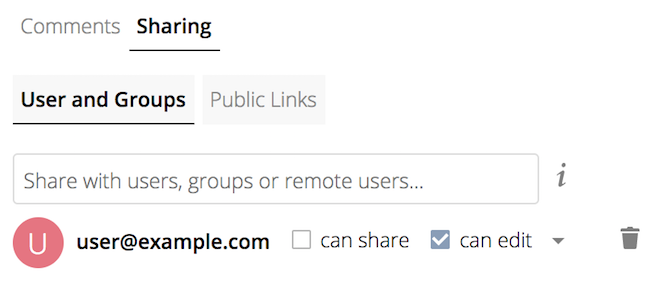 Comments Sharing
User and Groups Public Links
Share with users, groups or remote users...
i
U user@example.com can share can edit